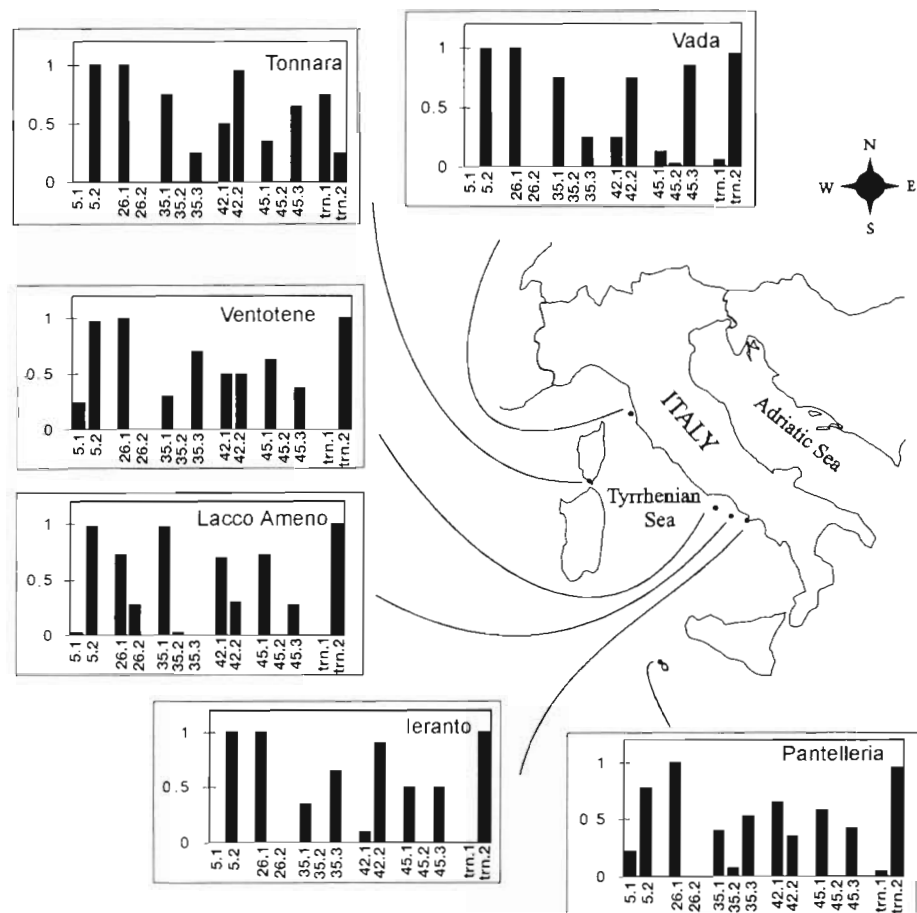 Tonnara
1
0.5
0
5.1 5.2 26.1 26.2 35.1 35.2 35.3 42.1 42.2 45.1 45.2 45.3 trn.1 trn.2
Vada
1
0.5
0
5.1 5.2 26.1 26.2 35.1 35.2 35.3 42.1 42.2 45.1 45.2 45.3 trn.1 trn.2
N
W E
S
Ventotene
1
0.5
0
5.1 5.2 26.1 26.2 35.1 35.2 35.3 42.1 42.2 45.1 45.2 45.3 trn.1 trn.2
ITALY
Adriatic Sea
Tyrrhenian
Sea
Lacco Ameno
1
0.5
0
5.1 5.2 26.1 26.2 35.1 35.2 35.3 42.1 42.2 45.1 45.2 45.3 trn.1 trn.2
Ieranto
1
0.5
0
5.1 5.2 26.1 26.2 35.1 35.2 35.3 42.1 42.2 45.1 45.2 45.3 trn.1 trn.2
Pantelleria
1
0 5
0
5.1 5.2 26.1 26.2 35.1 35.2 35.3 42.1 42.2 45.1 45.2 45.3 trn.1 trn.2